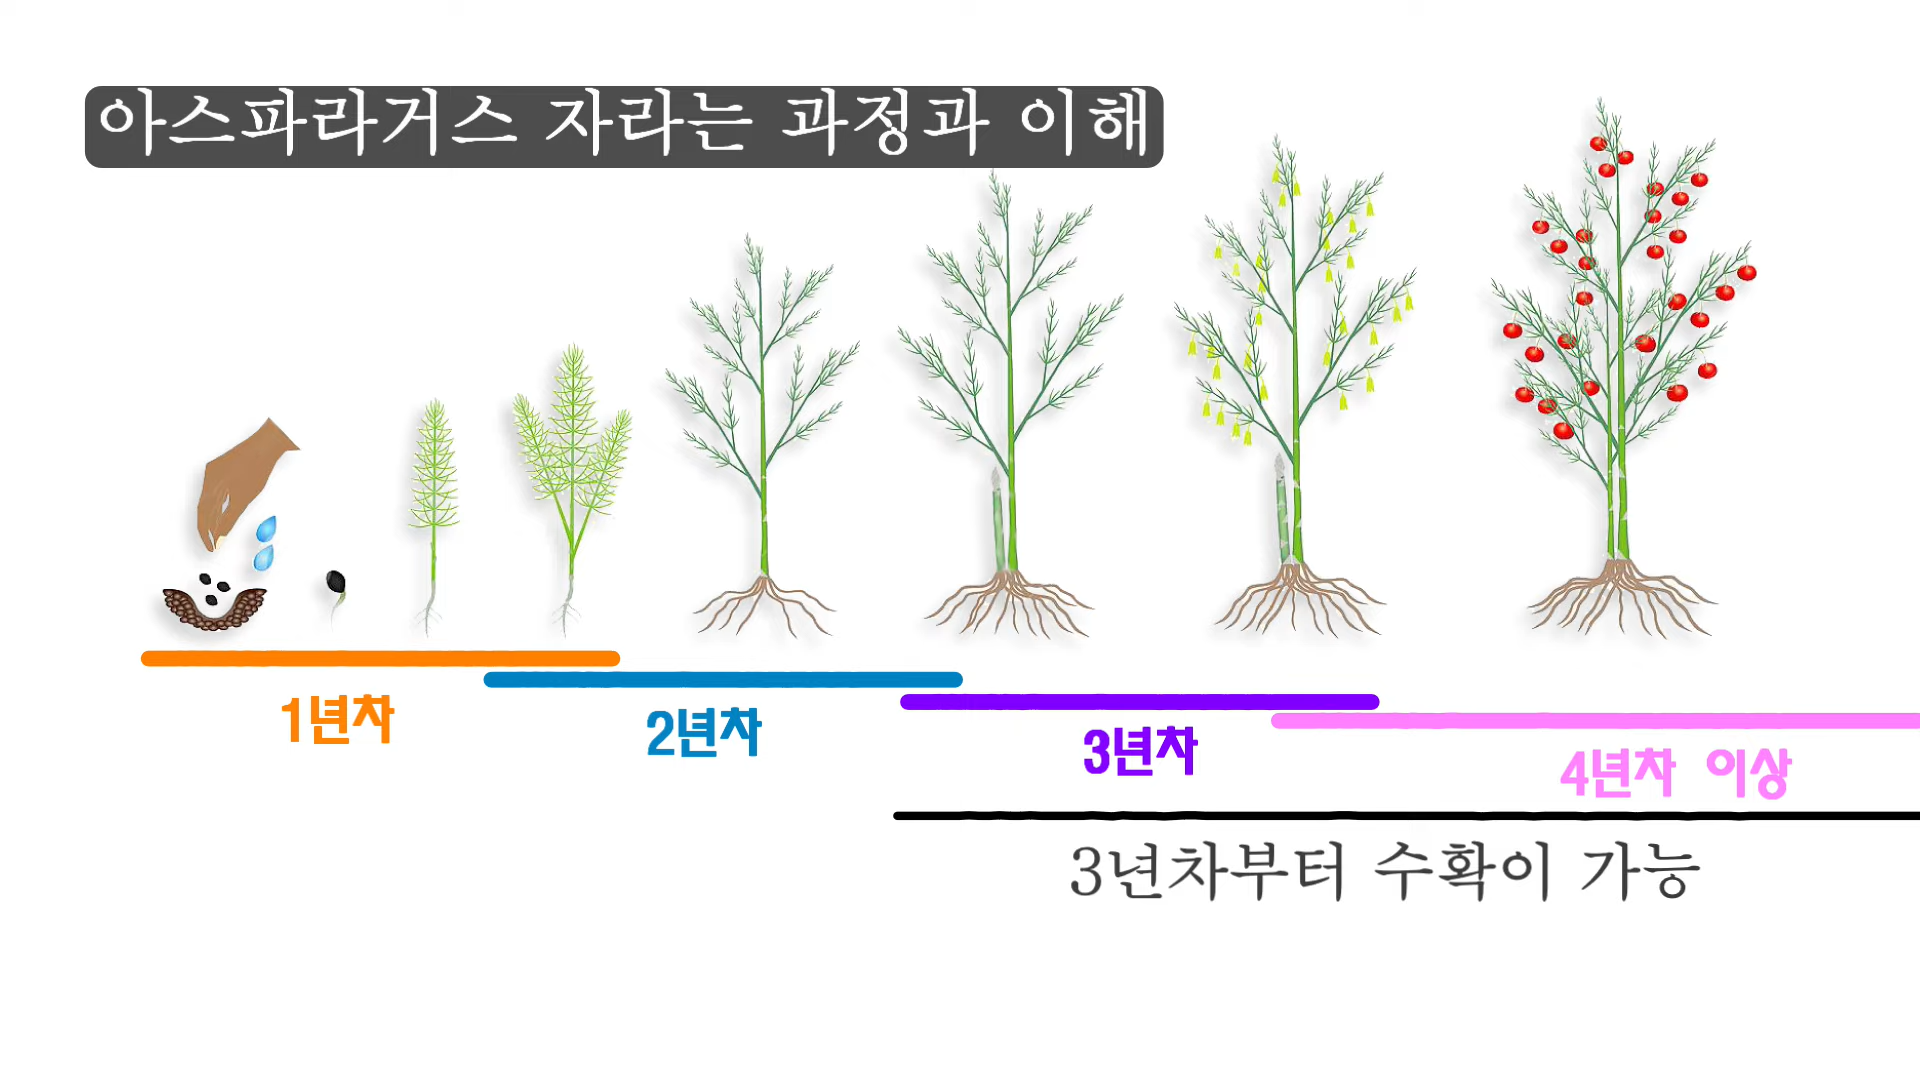 아스파라거스 자라는 과정과 이해
1년차
2년차
3년차
4년차 이상
3년차부터 수확이 가능